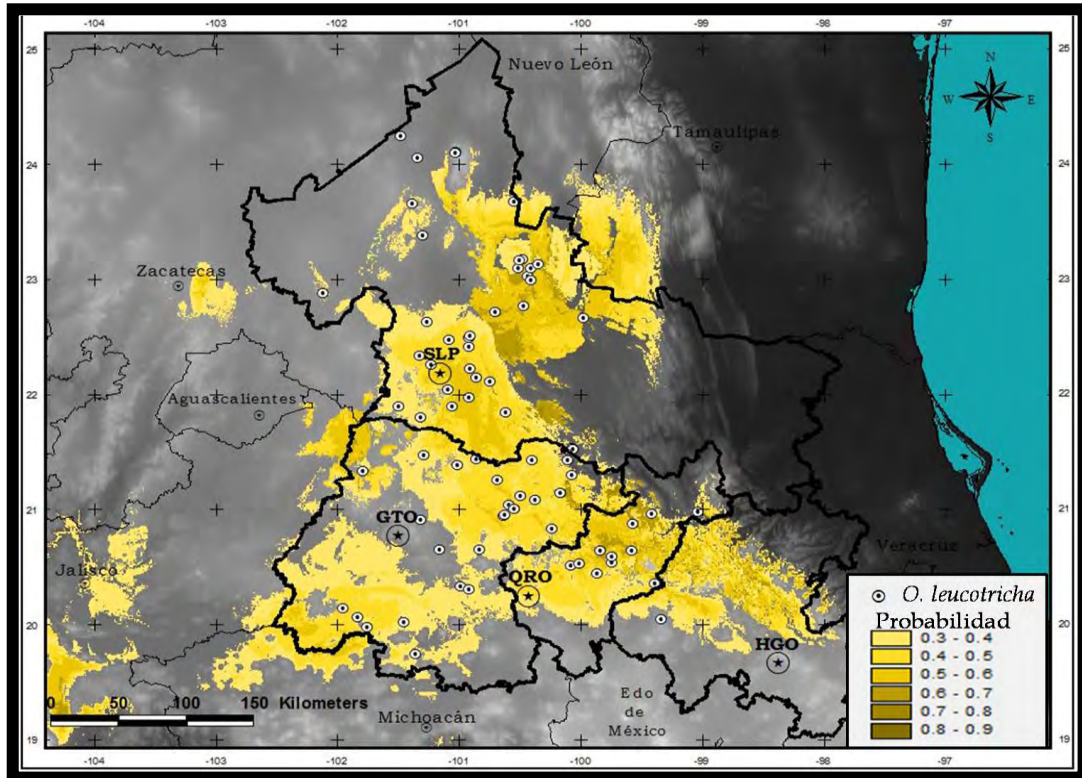 -104 -103 -102 -101 -100 -99 -98 -97
25 25
Nuevo León
N
W E
S
Tamaulipas
24 24
23 23
Zacatecas
SLP
22 22
Aguascalientes
21 21
GTO
Veracruz
Jalisco
QRO
O. leucotricha
Probabilidad
20 20
HGO
0.3 - 0.4
0.4 - 0.5
0.5 - 0.6
0.6 - 0.7
0.7 - 0.8
0.8 - 0.9
0 50 100 150 Kilometers
Michoacán
Edo
de
México
19 19
-104 -103 -102 -101 -100 -99 -98 -97